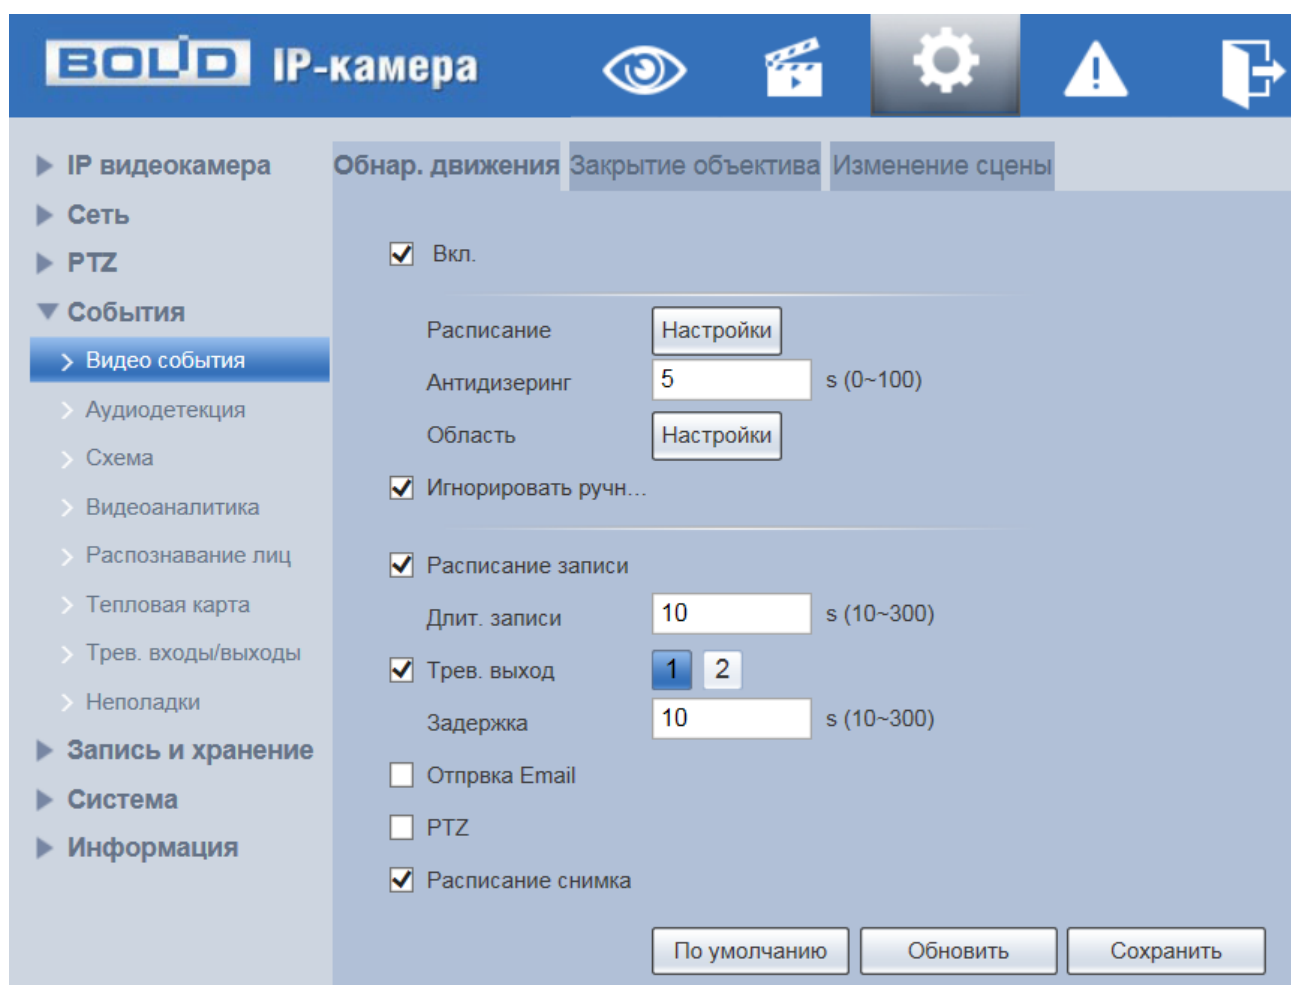 BOLID IP-камера
IP видеокамера
Сеть
PTZ
События
Видео события
Аудиодетекция
Схема
Видеоаналитика
Распознавание лиц
Тепловая карта
Трев. входы/выходы
Неполадки
Запись и хранение
Система
Информация
Обнар. движения Закрытие объектива Изменение сцены
Вкл.
Расписание Настройки
Антидизеринг 5 s (0~100)
Область Настройки
Игнорировать ручн...
Расписание записи
Длит. записи 10 s (10~300)
Трев. выход 1 2
Задержка 10 s (10~300)
Отпрвка Email
PTZ
Расписание снимка
По умолчанию Обновить Сохранить